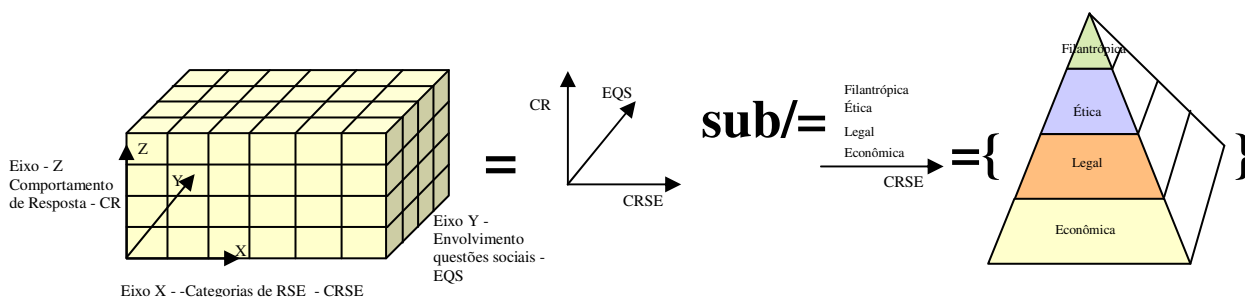 Eixo - Z
Comportamento
de Resposta - CR
Z
Y
X
Eixo Y -
Envolvimento
questões sociais -
EQS
Eixo X - -Categorias de RSE - CRSE
=
CR
EQS
CRSE
sub/=
Filantrópica
Ética
Legal
Econômica
CRSE
={
Filantrópica
Ética
Legal
Econômica
}